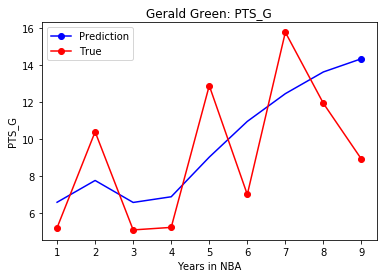 Gerald Green: PTS_G
Prediction
True
PTS_G
16
14
12
10
8
6
1 2 3 4 5 6 7 8 9
Years in NBA